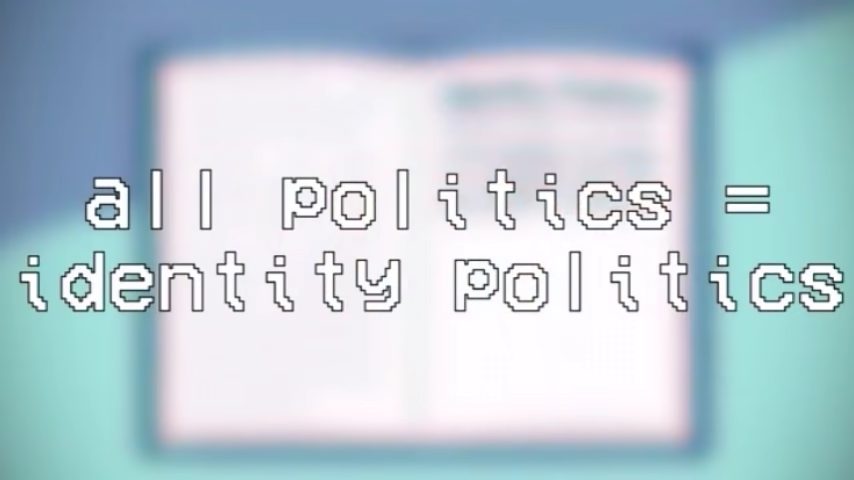 all politics =
identity politics